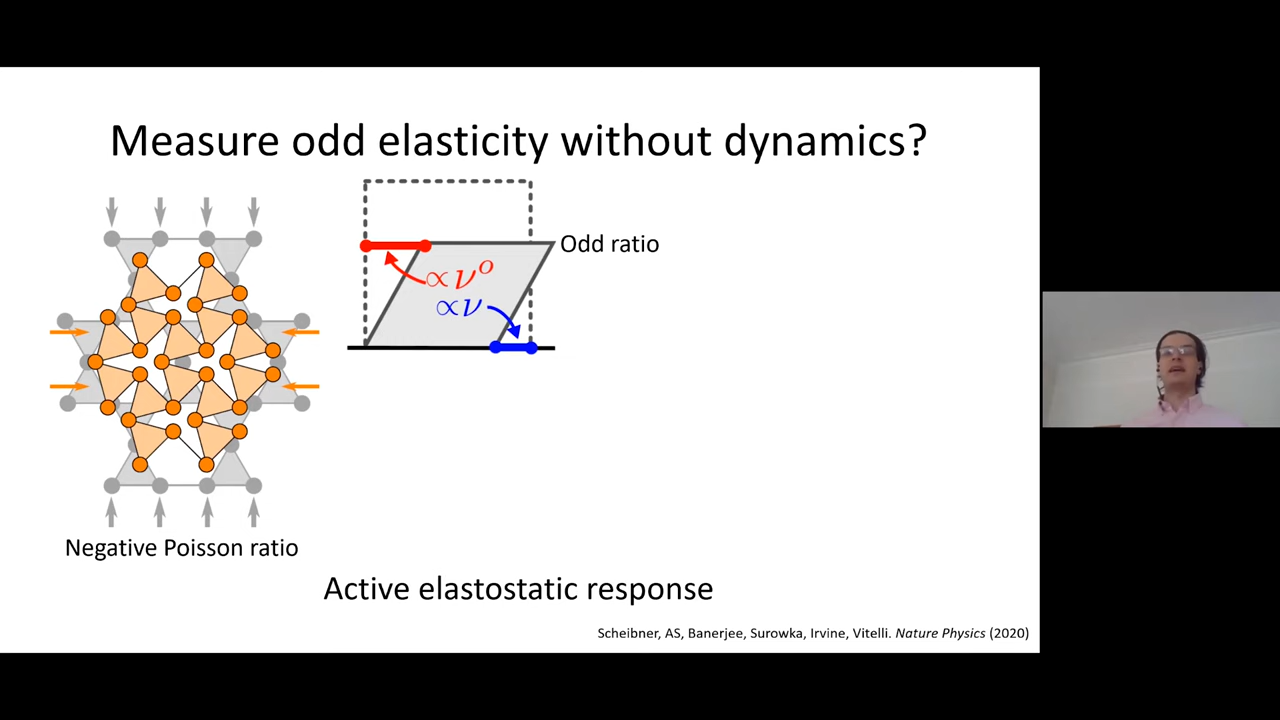 Measure odd elasticity without dynamics?
Odd ratio
∝νᵒ
∝ν
Negative Poisson ratio
Active elastostatic response
Scheibner, AS, Banerjee, Surowka, Irvine, Vitelli. Nature Physics (2020)